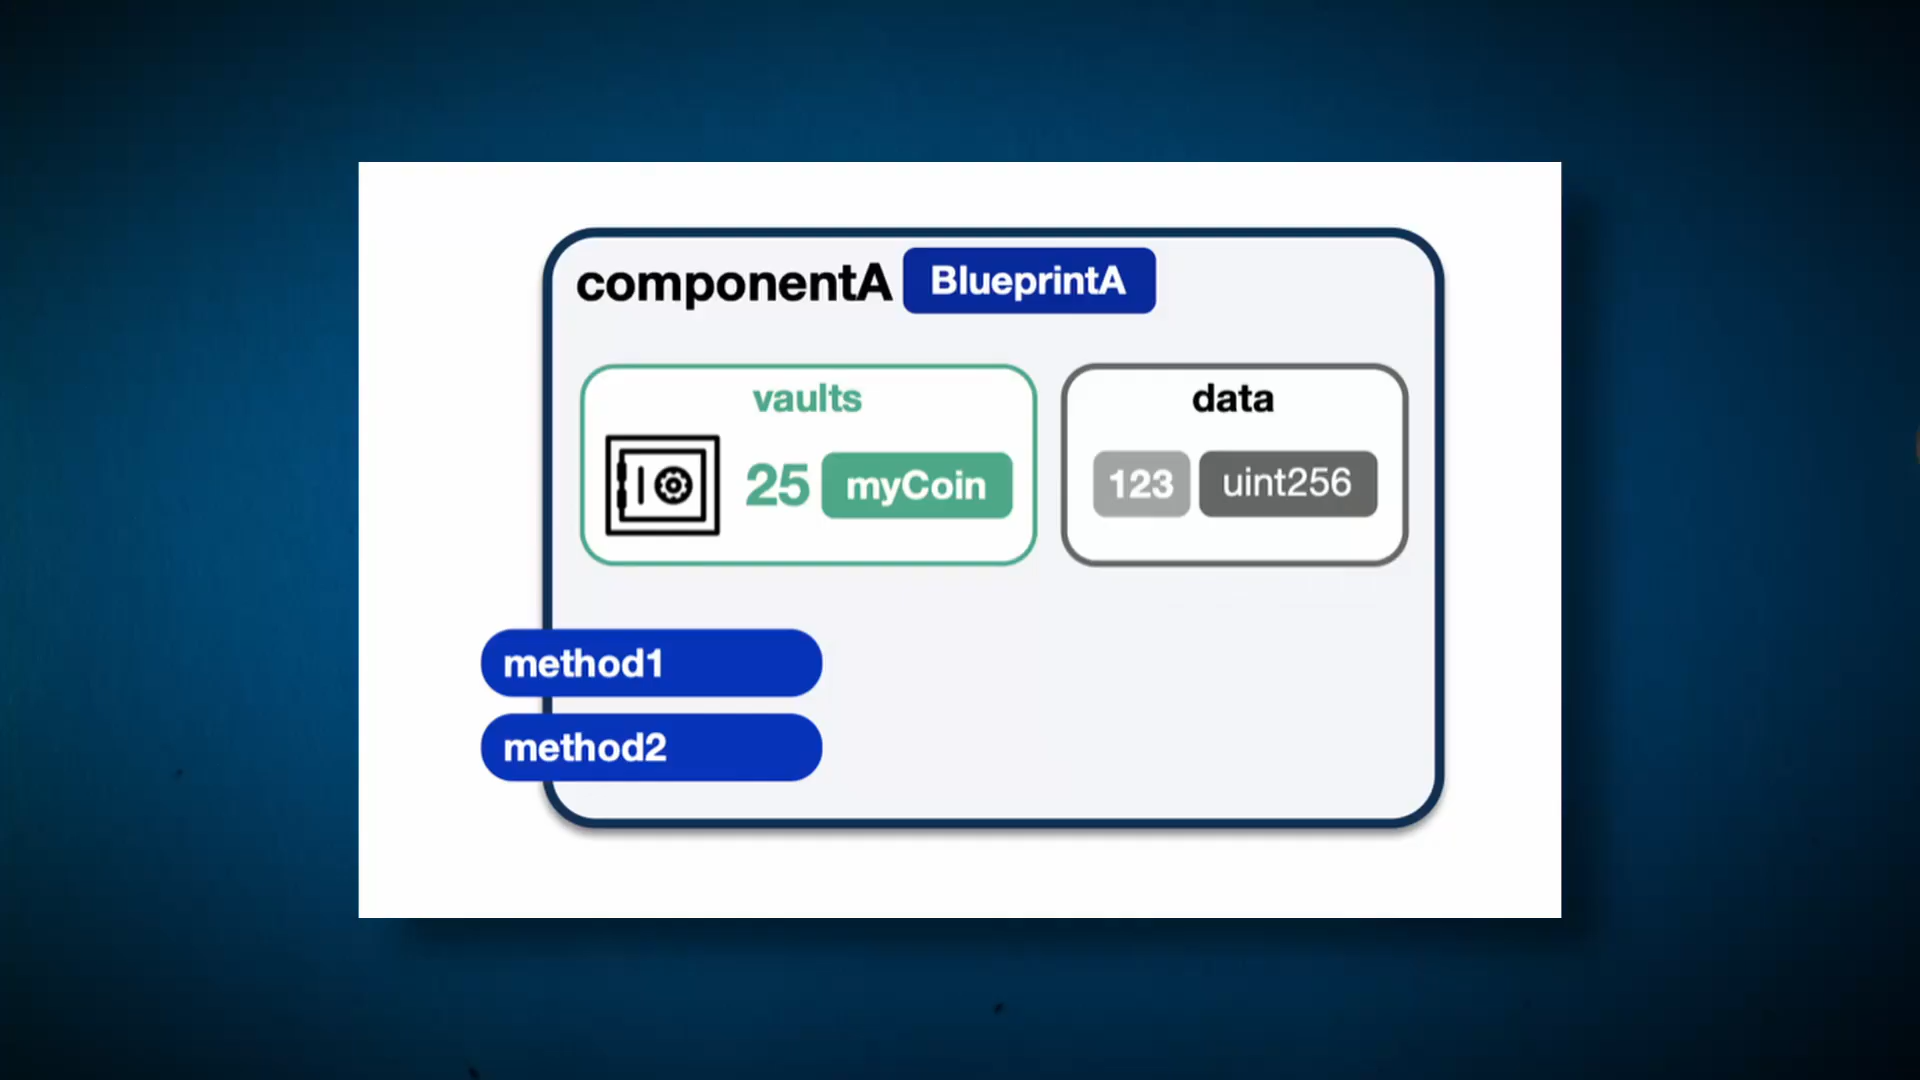 componentA BlueprintA
vaults
25 myCoin
data
123 uint256
method1
method2